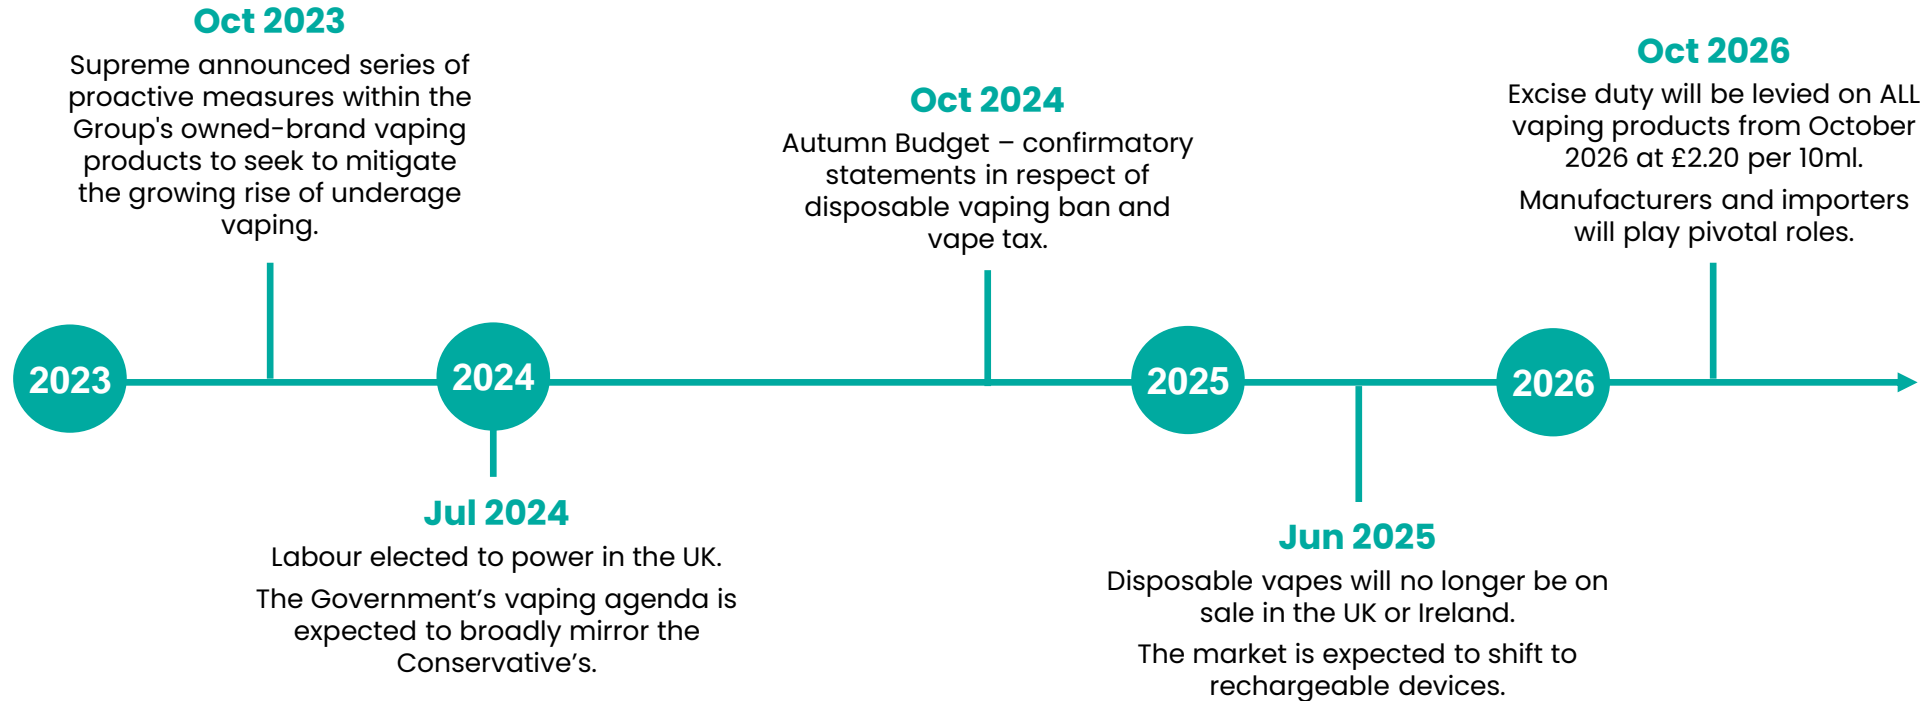 Oct 2023
Supreme announced series of
proactive measures within the
Group's owned-brand vaping
products to seek to mitigate
the growing rise of underage
vaping.
Oct 2024
Autumn Budget – confirmatory
statements in respect of
disposable vaping ban and
vape tax.
Oct 2026
Excise duty will be levied on ALL
vaping products from October
2026 at £2.20 per 10ml.
Manufacturers and importers
will play pivotal roles.
2023
2024
2025
2026
Jul 2024
Labour elected to power in the UK.
The Government’s vaping agenda is
expected to broadly mirror the
Conservative’s.
Jun 2025
Disposable vapes will no longer be on
sale in the UK or Ireland.
The market is expected to shift to
rechargeable devices.